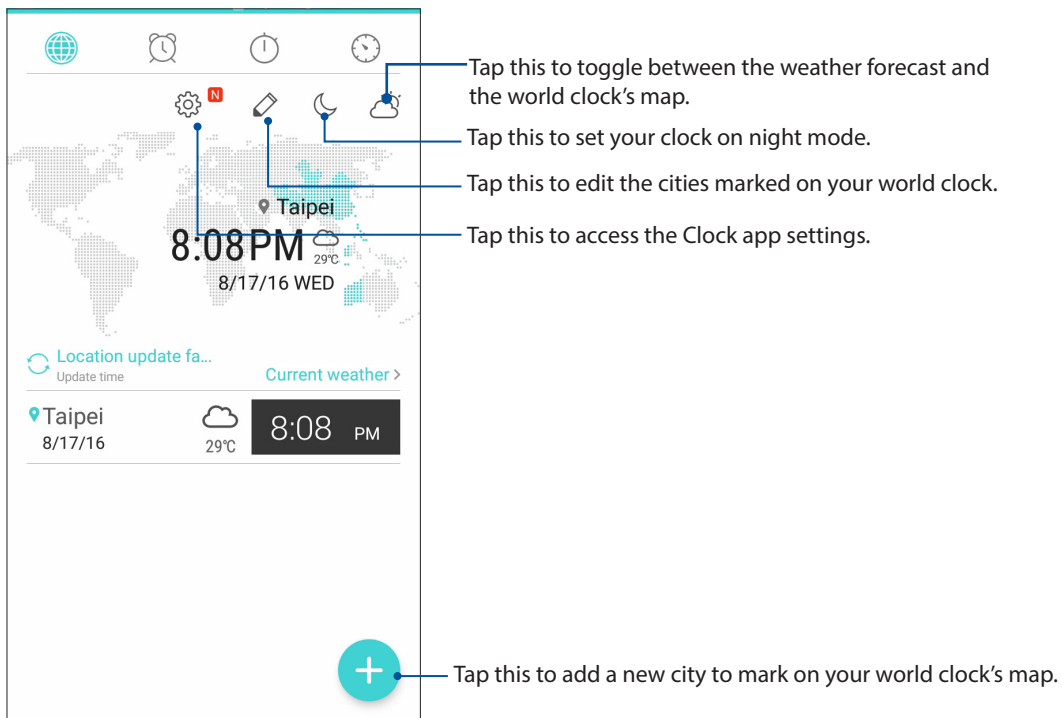 Tap this to toggle between the weather forecast and
the world clock's map.
N
Tap this to set your clock on night mode.
Tap this to edit the cities marked on your world clock.
Taipei
8:08PM
29°C
Tap this to access the Clock app settings.
8/17/16 WED
Location update fa...
Update time
Current weather >
Taipei
8/17/16
29°C
8:08 PM
Tap this to add a new city to mark on your world clock's map.